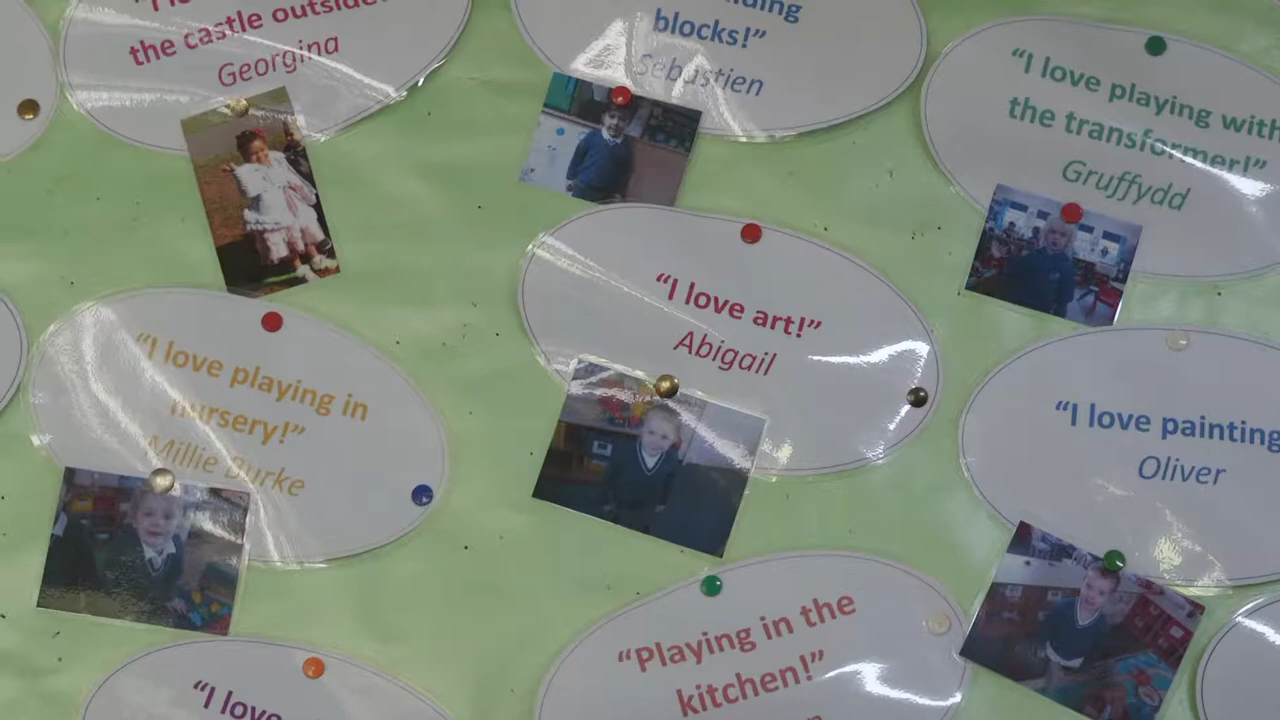 the castle outside!
Georgina
blocks!”
Sebastien
“I love playing with
the transformer!”
Gruffydd
“I love art!”
Abigail
“I love playing in
nursery!”
Millie Burke
“I love painting
Oliver
“Playing in the
kitchen!”
“I love